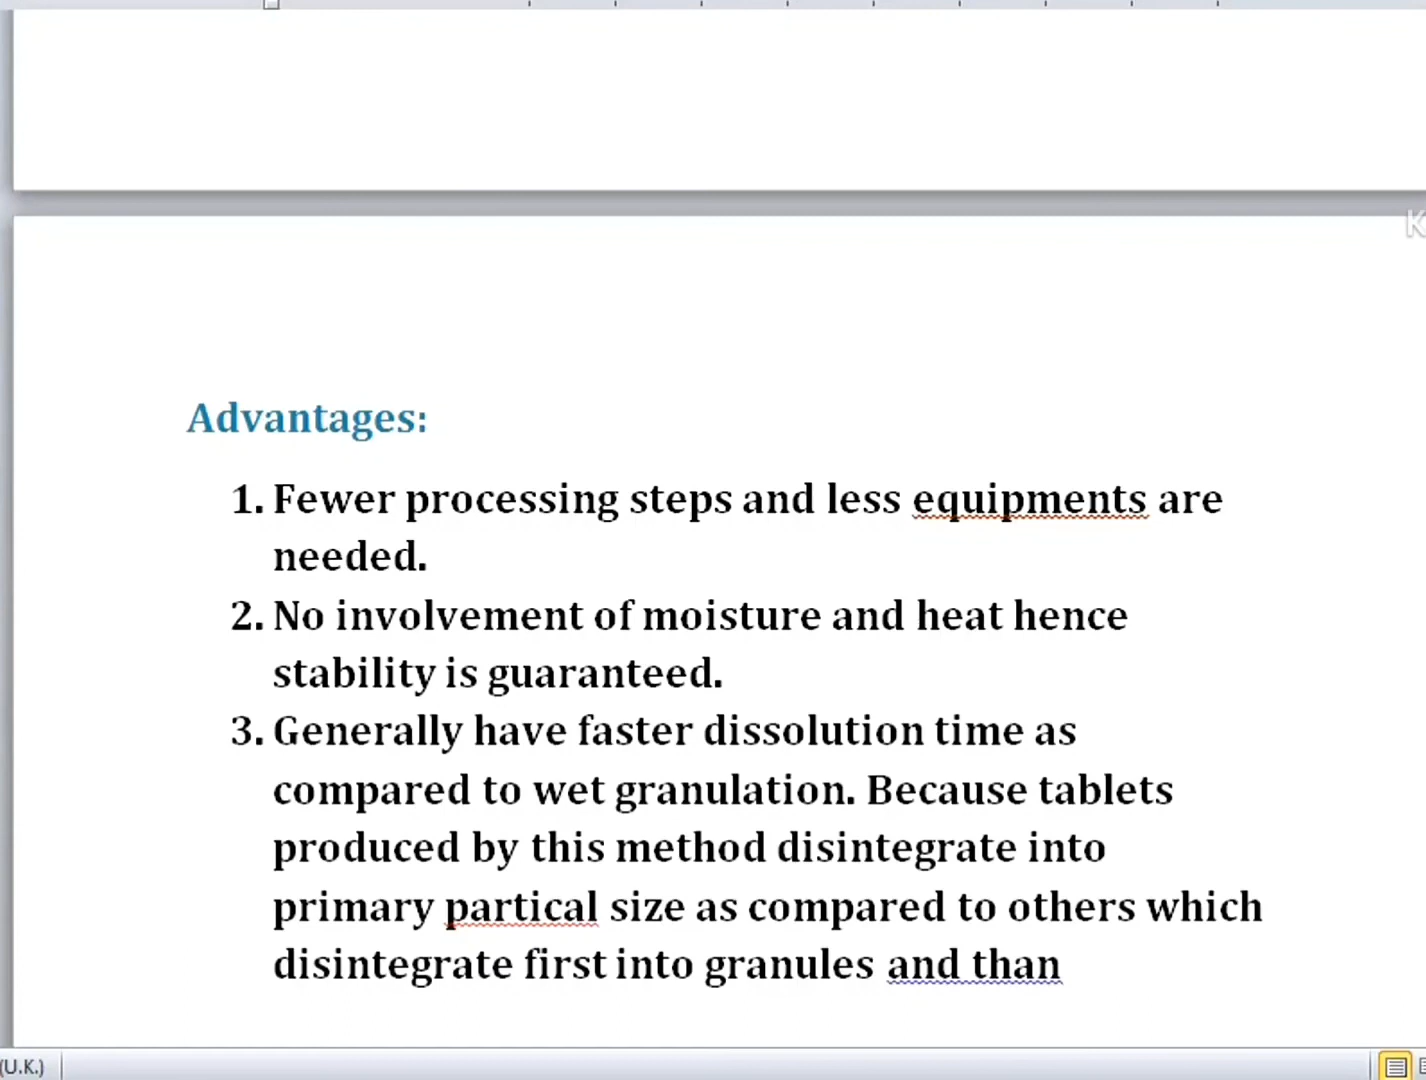 K
Advantages:
1. Fewer processing steps and less equipments are
needed.
2. No involvement of moisture and heat hence
stability is guaranteed.
3. Generally have faster dissolution time as
compared to wet granulation. Because tablets
produced by this method disintegrate into
primary partical size as compared to others which
disintegrate first into granules and than
(U.K.)